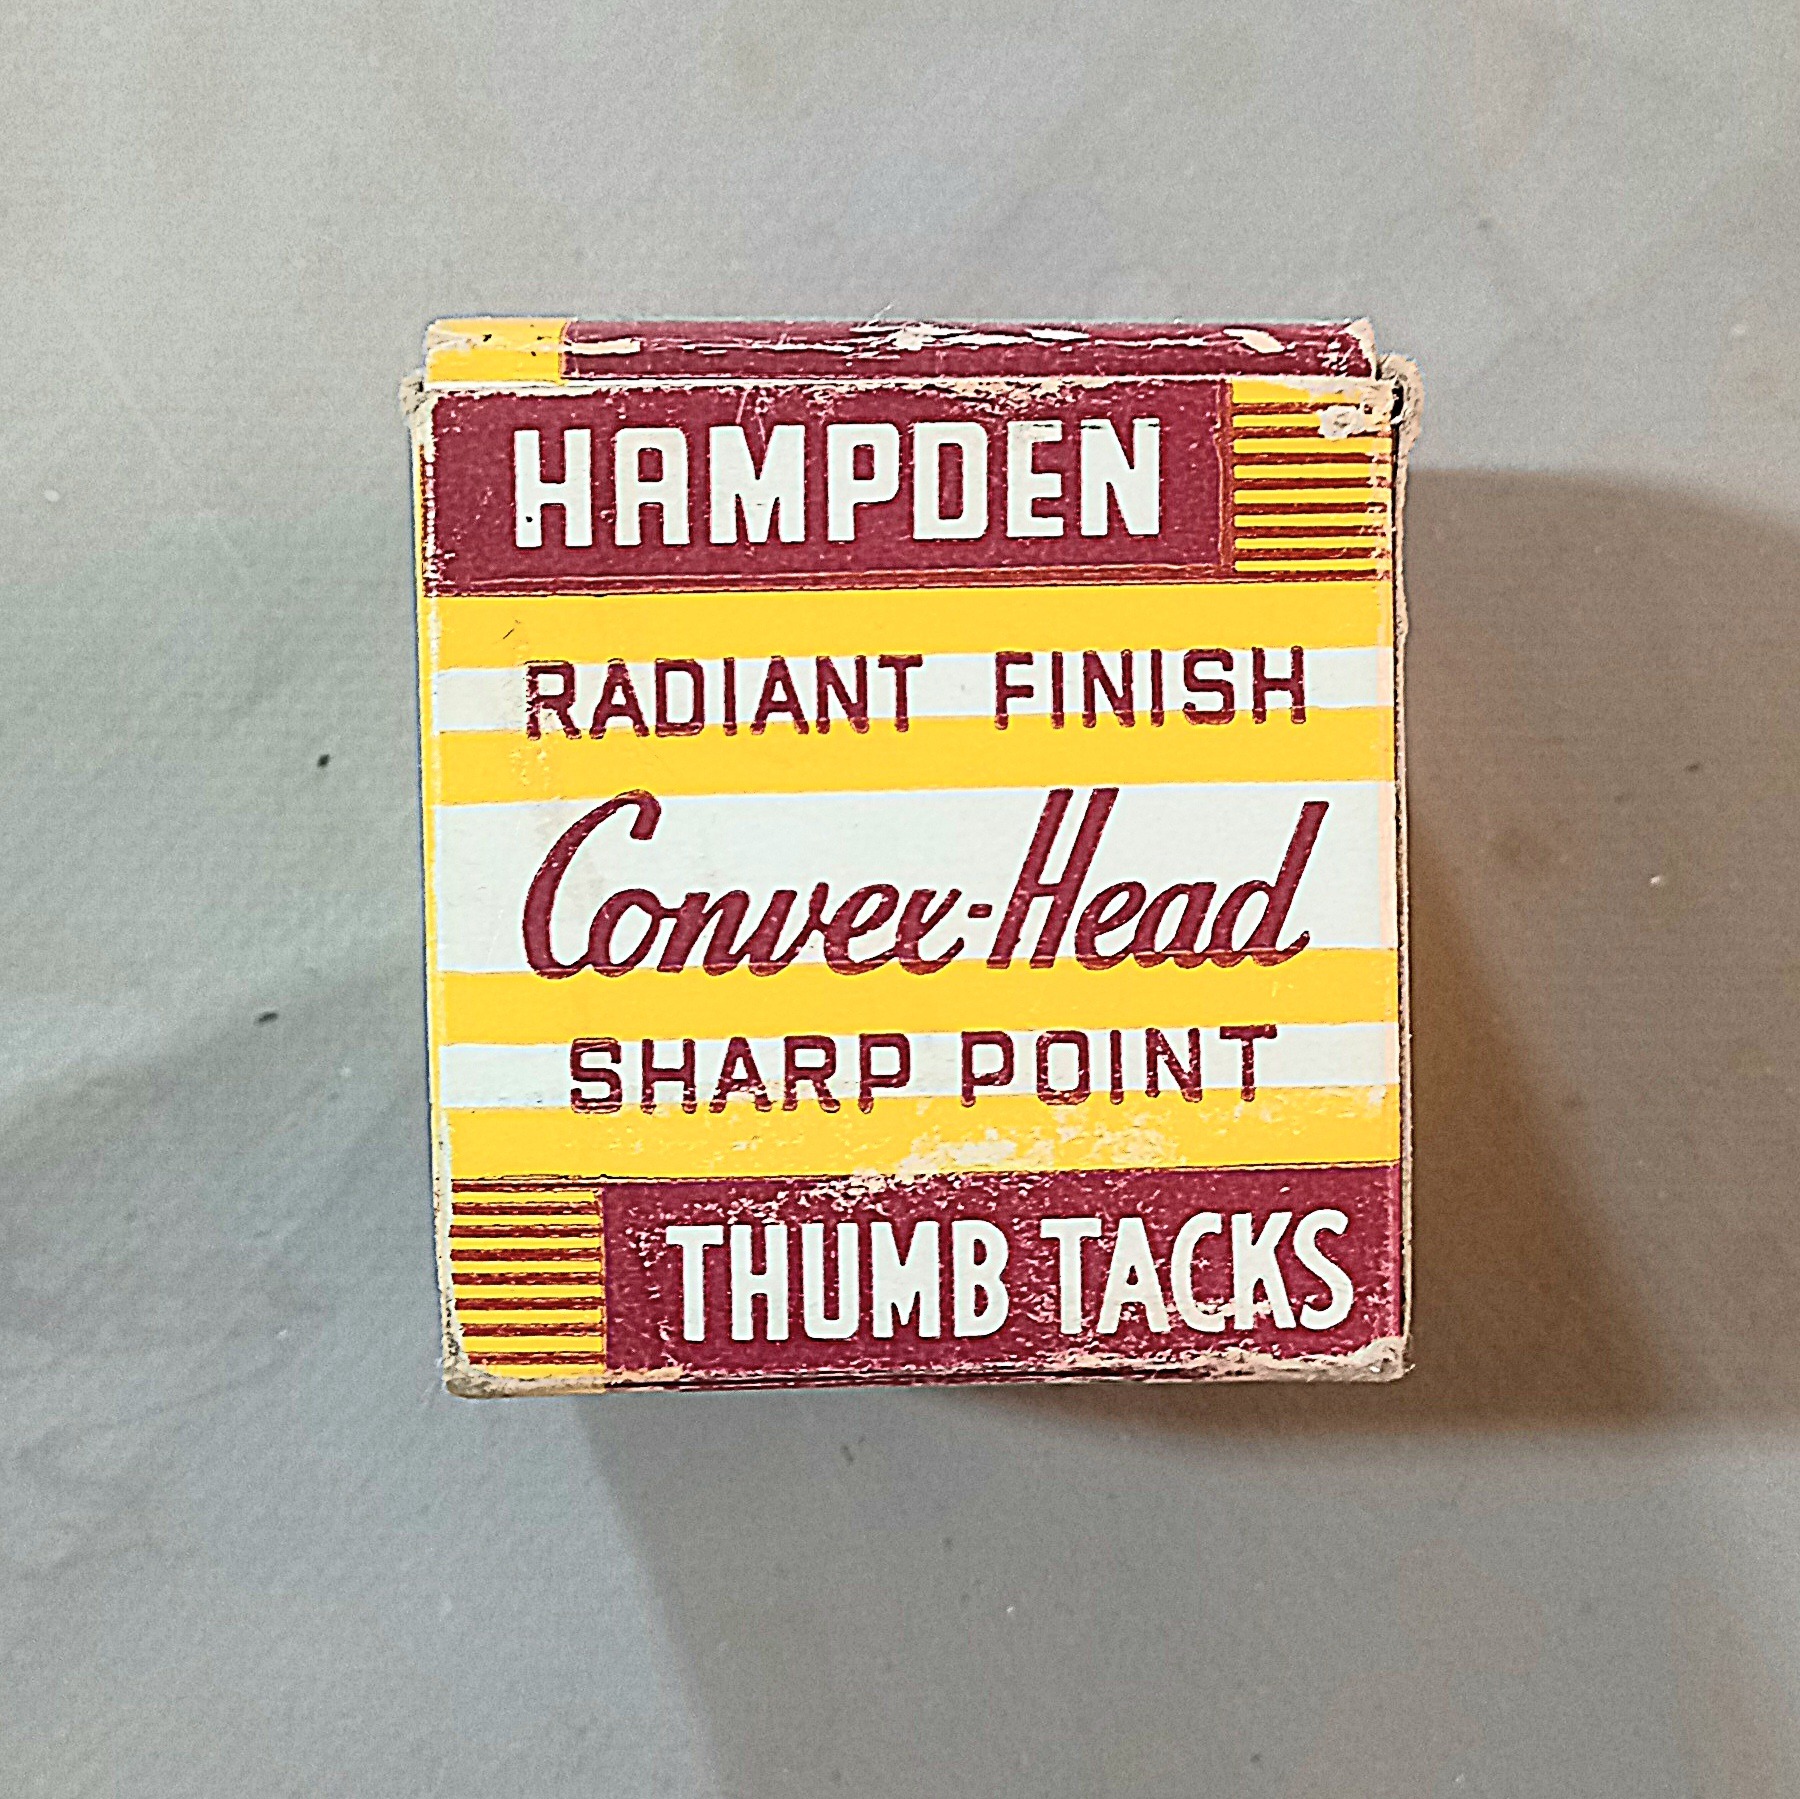 HAMPDEN
RADIANT FINISH
Convex-Head
SHARP POINT
THUMB TACKS